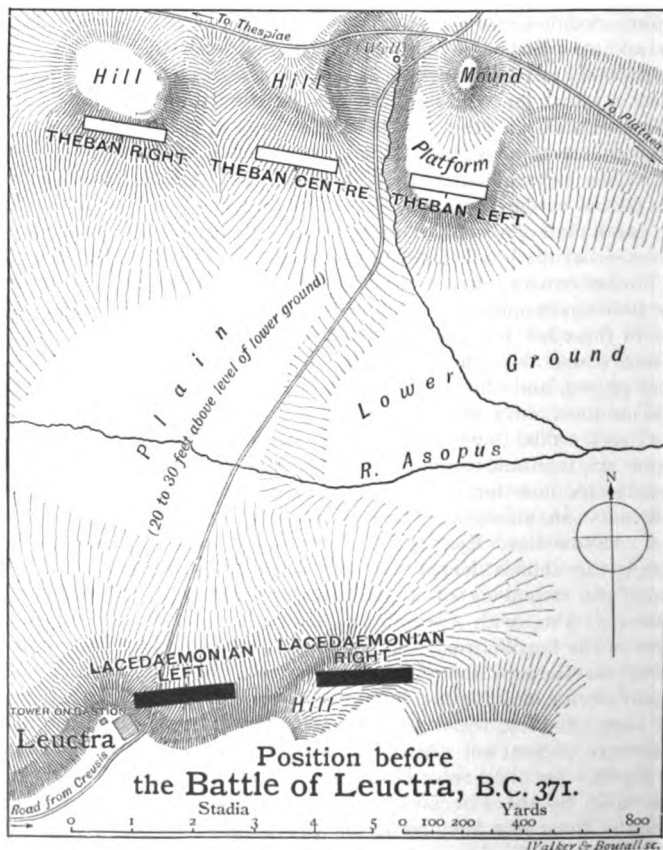 To Thespiae
Hill
Hill
Mound
To Plataea
THEBAN RIGHT
THEBAN CENTRE
Platform
THEBAN LEFT
Plain
(20 to 30 feet above level of lower ground)
Lower Ground
R. Asopus
N
LACEDAEMONIAN
LEFT
LACEDAEMONIAN
RIGHT
TOWER ON BASTION
Leuctra
Hill
Road from Creusis
Position before
the Battle of Leuctra, B.C. 371.
Stadia Yards
0 1 2 3 4 5 0 100 200 400 800
Walker & Boutall sc.